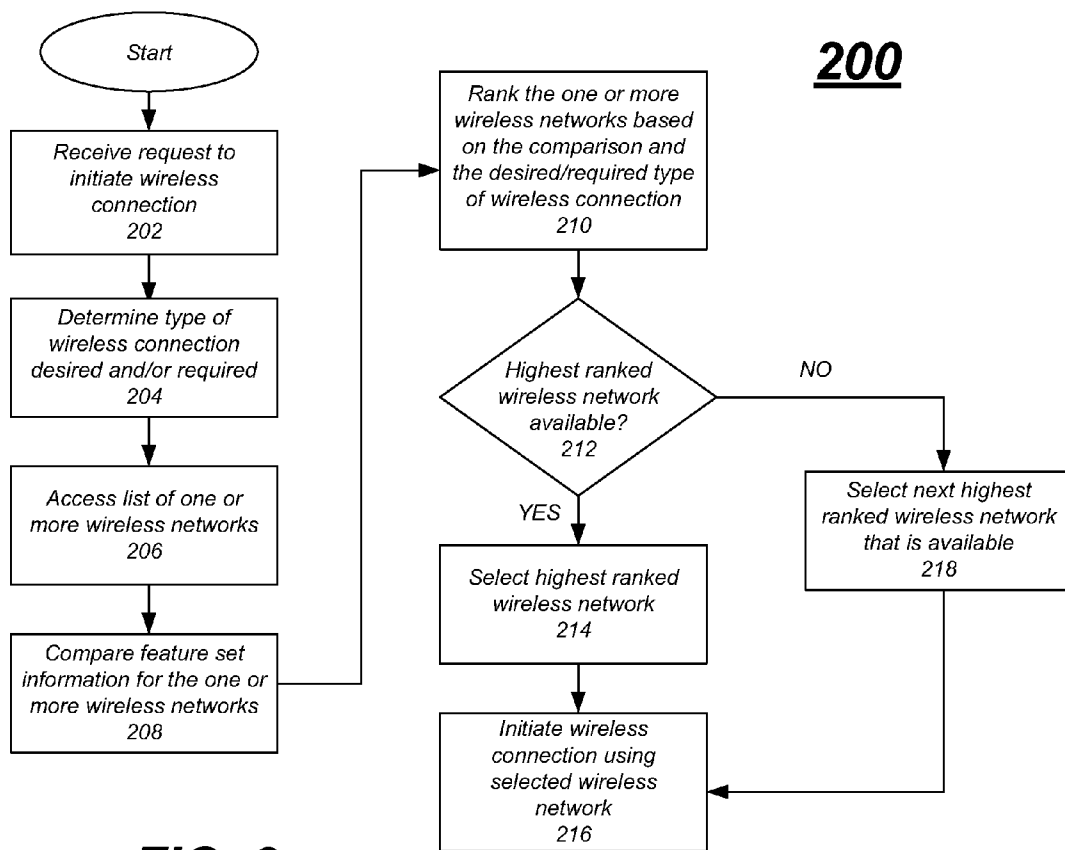 Start
Receive request to
initiate wireless
connection
202
Determine type of
wireless connection
desired and/or required
204
Access list of one or
more wireless networks
206
Compare feature set
information for the one or
more wireless networks
208
200
Rank the one or more
wireless networks based
on the comparison and
the desired/required type
of wireless connection
210
Highest ranked
wireless network
available?
212
NO
YES
Select highest ranked
wireless network
214
Select next highest
ranked wireless network
that is available
218
Initiate wireless
connection using
selected wireless
network
216